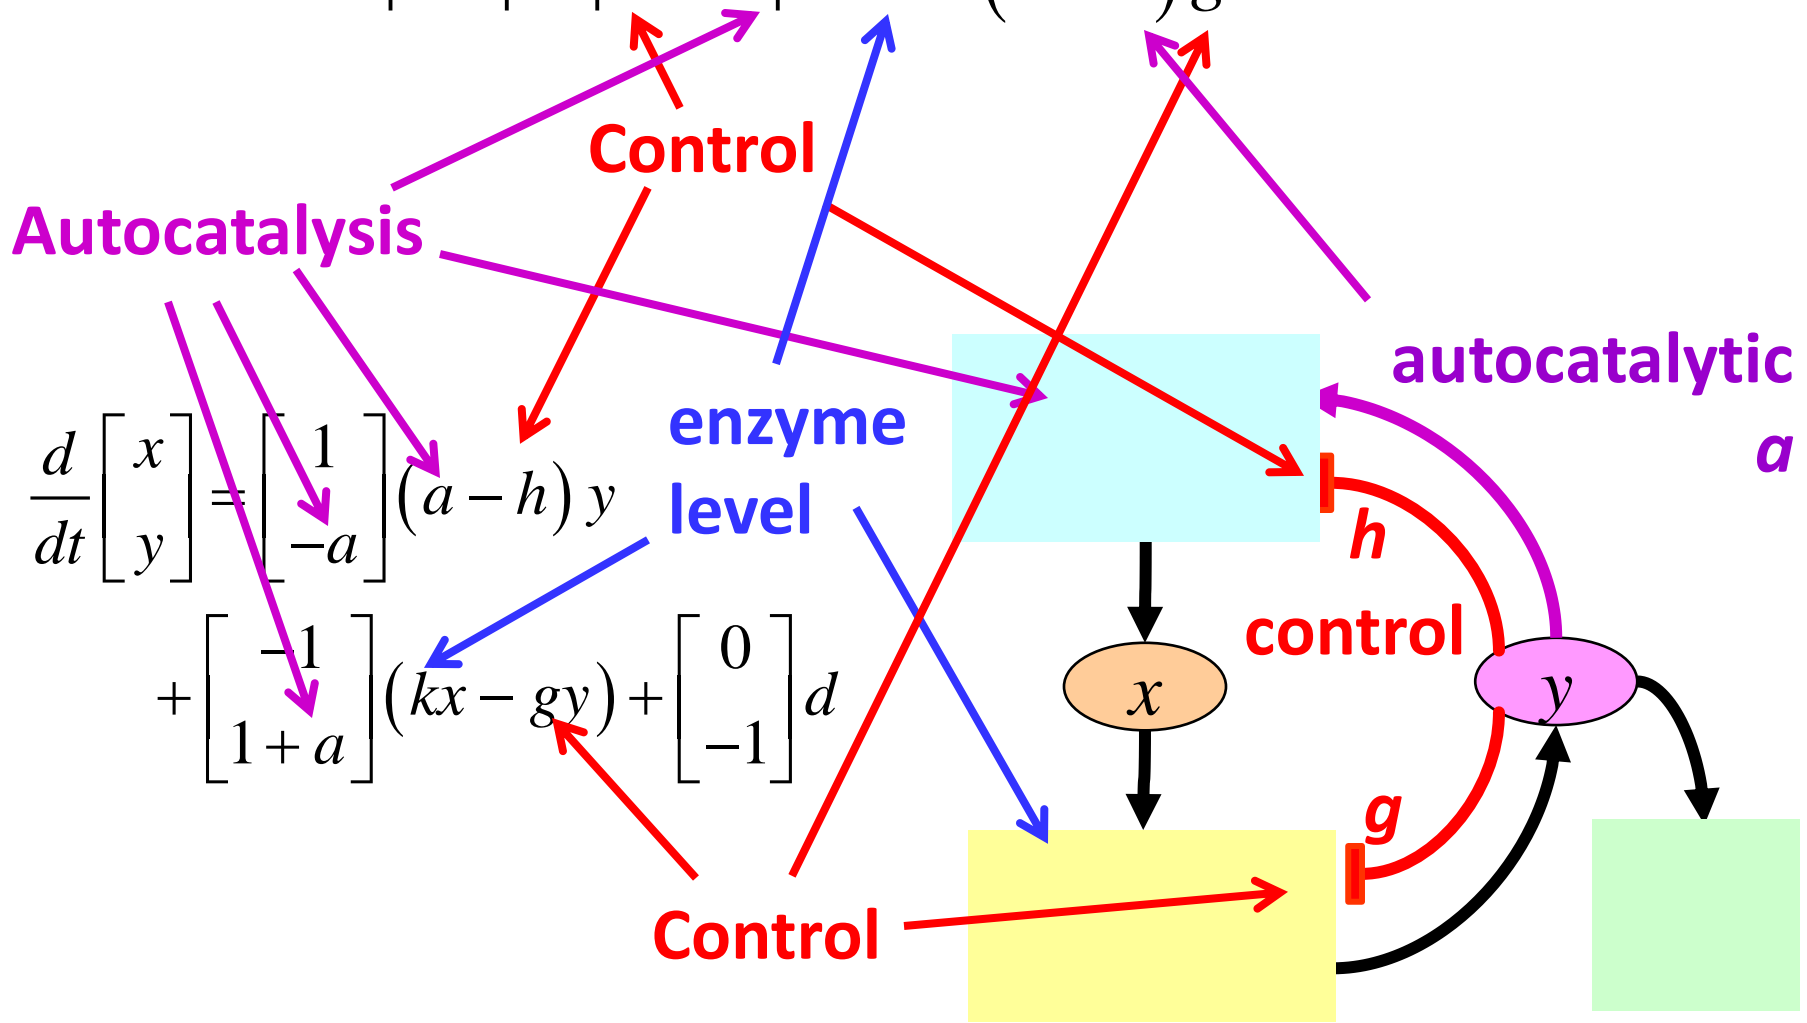 Control
Autocatalysis
autocatalytic
a
enzyme
level
d/dt [x y] = [1 −a] (a − h) y
h
control
+ [−1 1 + a] (kx − gy) + [0 −1] d
x
y
g
Control